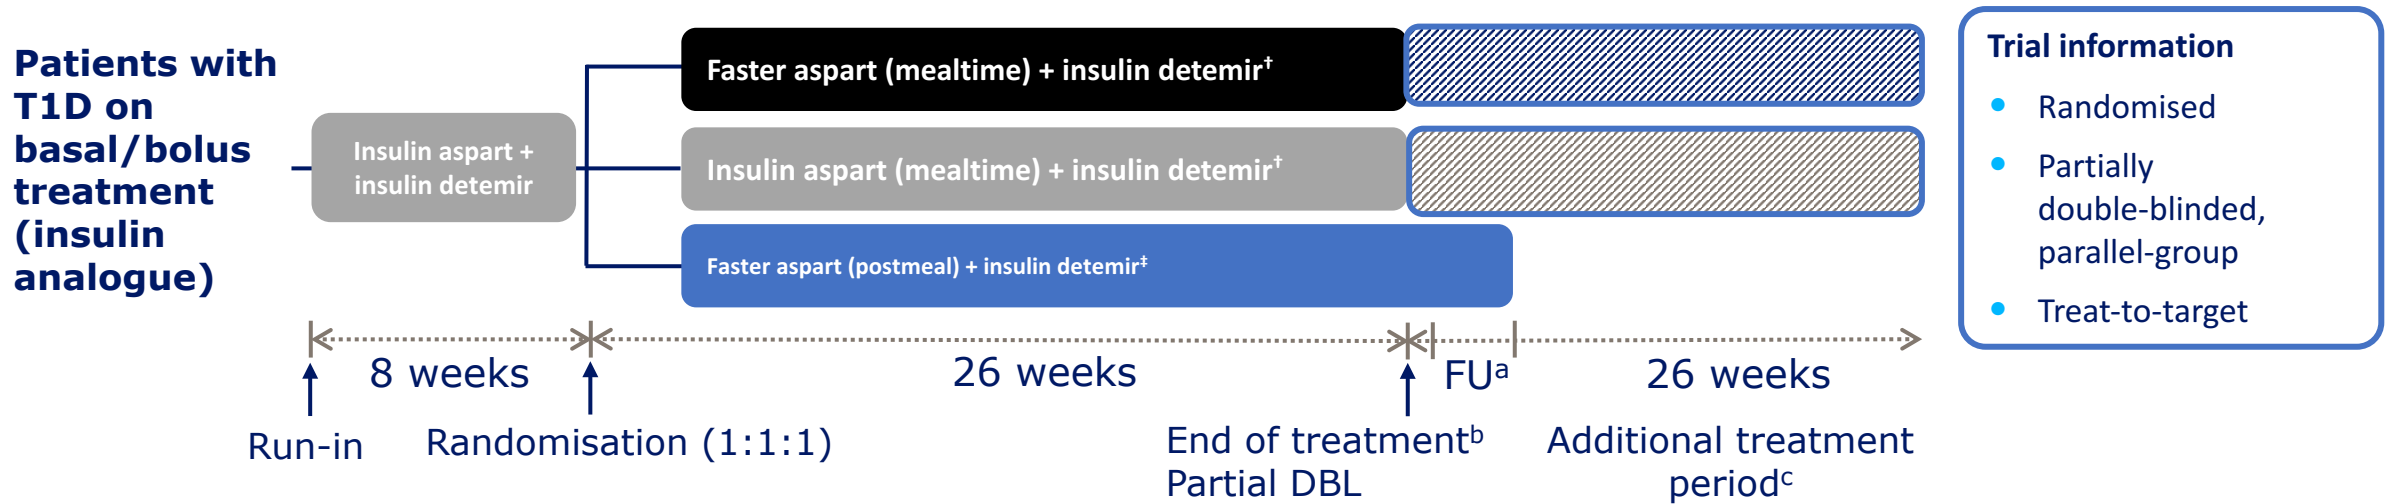 Patients with
T1D on
basal/bolus
treatment
(insulin
analogue)
Insulin aspart +
insulin detemir
Faster aspart (mealtime) + insulin detemir†
Insulin aspart (mealtime) + insulin detemir†
Faster aspart (postmeal) + insulin detemir‡
8 weeks
26 weeks
FUᵃ
26 weeks
Run-in
Randomisation (1:1:1)
End of treatmentᵇ
Partial DBL
Additional treatment
periodᶜ
Trial information
• Randomised
• Partially
double-blinded,
parallel-group
• Treat-to-target